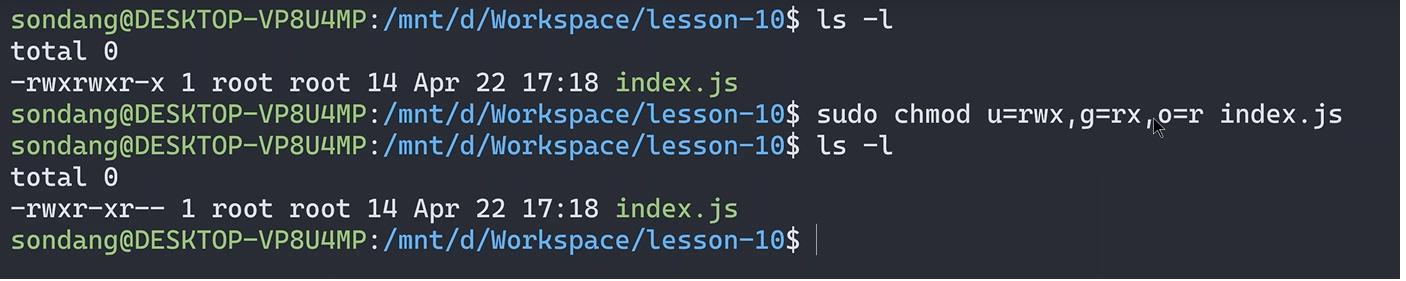 sondang@DESKTOP-VP8U4MP:/mnt/d/Workspace/lesson-10$ ls -l
total 0
-rwxrwxr-x 1 root root 14 Apr 22 17:18 index.js
sondang@DESKTOP-VP8U4MP:/mnt/d/Workspace/lesson-10$ sudo chmod u=rwx,g=rx,o=r index.js
sondang@DESKTOP-VP8U4MP:/mnt/d/Workspace/lesson-10$ ls -l
total 0
-rwxr-xr-- 1 root root 14 Apr 22 17:18 index.js
sondang@DESKTOP-VP8U4MP:/mnt/d/Workspace/lesson-10$